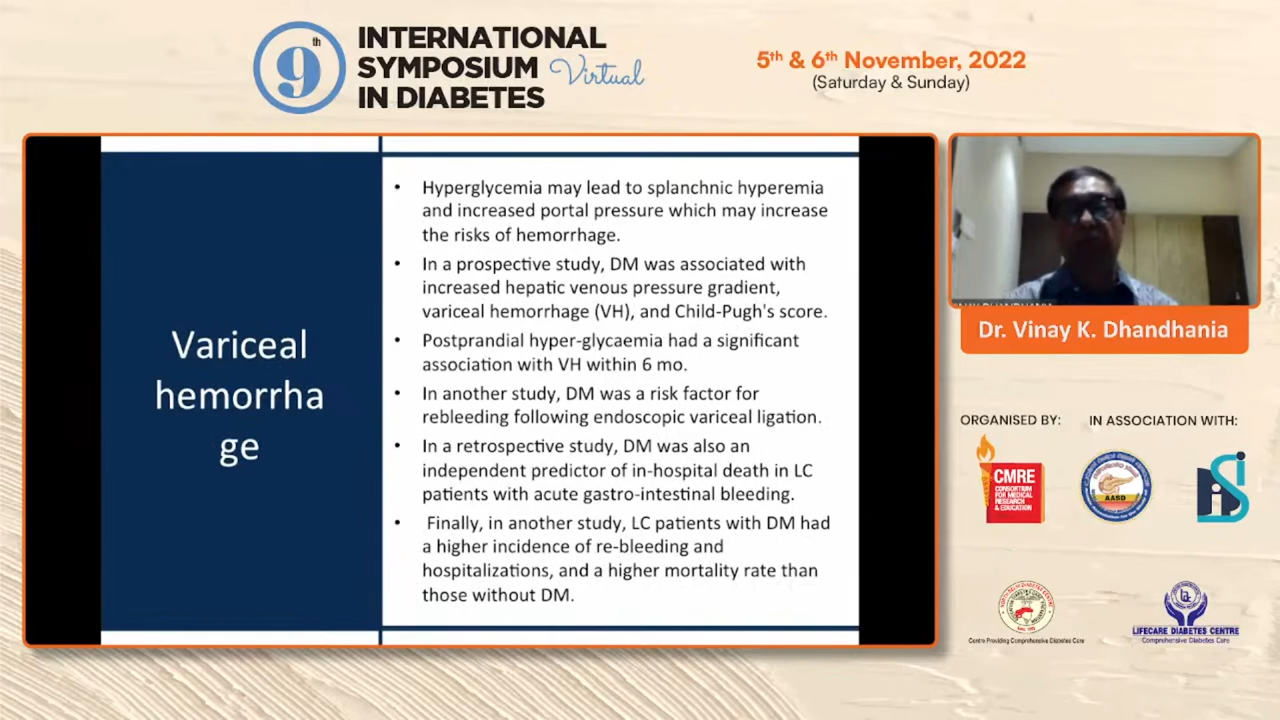 9th
INTERNATIONAL
SYMPOSIUM Virtual
IN DIABETES
5th & 6th November, 2022
(Saturday & Sunday)
Variceal
hemorrha
ge
• Hyperglycemia may lead to splanchnic hyperemia
and increased portal pressure which may increase
the risks of hemorrhage.
• In a prospective study, DM was associated with
increased hepatic venous pressure gradient,
variceal hemorrhage (VH), and Child-Pugh's score.
• Postprandial hyper-glycaemia had a significant
association with VH within 6 mo.
• In another study, DM was a risk factor for
rebleeding following endoscopic variceal ligation.
• In a retrospective study, DM was also an
independent predictor of in-hospital death in LC
patients with acute gastro-intestinal bleeding.
• Finally, in another study, LC patients with DM had
a higher incidence of re-bleeding and
hospitalizations, and a higher mortality rate than
those without DM.
Dr. Vinay K. Dhandhania
ORGANISED BY:
IN ASSOCIATION WITH:
CMRE
CONSORTIUM
FOR MEDICAL
RESEARCH
& EDUCATION
AASD
Centre Providing Comprehensive Diabetes Care
LIFECARE DIABETES CENTRE
Comprehensive Diabetes Care